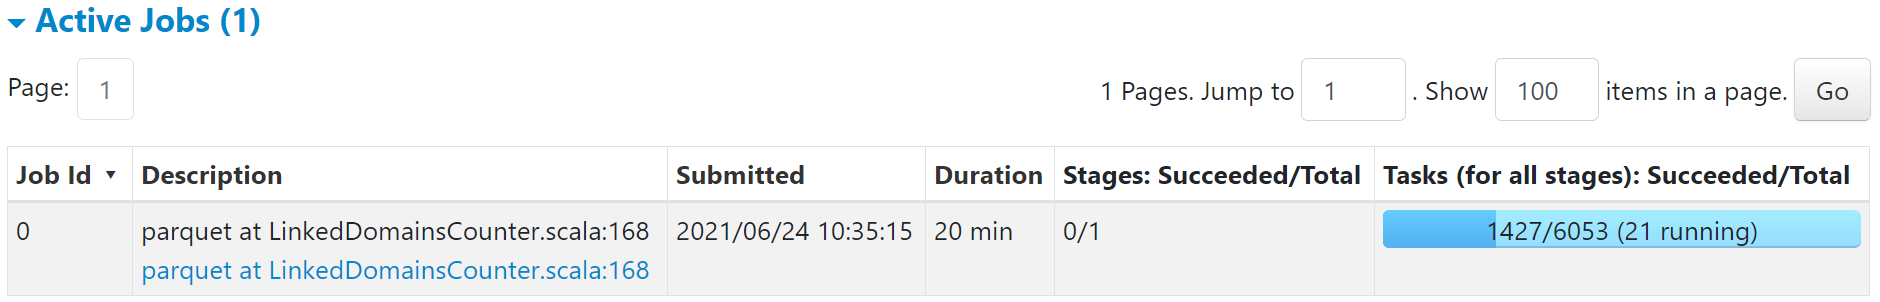 Active Jobs (1)
Page: 1
1 Pages. Jump to 1 . Show 100 items in a page. Go
Job Id Description Submitted Duration Stages: Succeeded/Total Tasks (for all stages): Succeeded/Total
0 parquet at LinkedDomainsCounter.scala:168 2021/06/24 10:35:15 20 min 0/1 1427/6053 (21 running)
parquet at LinkedDomainsCounter.scala:168